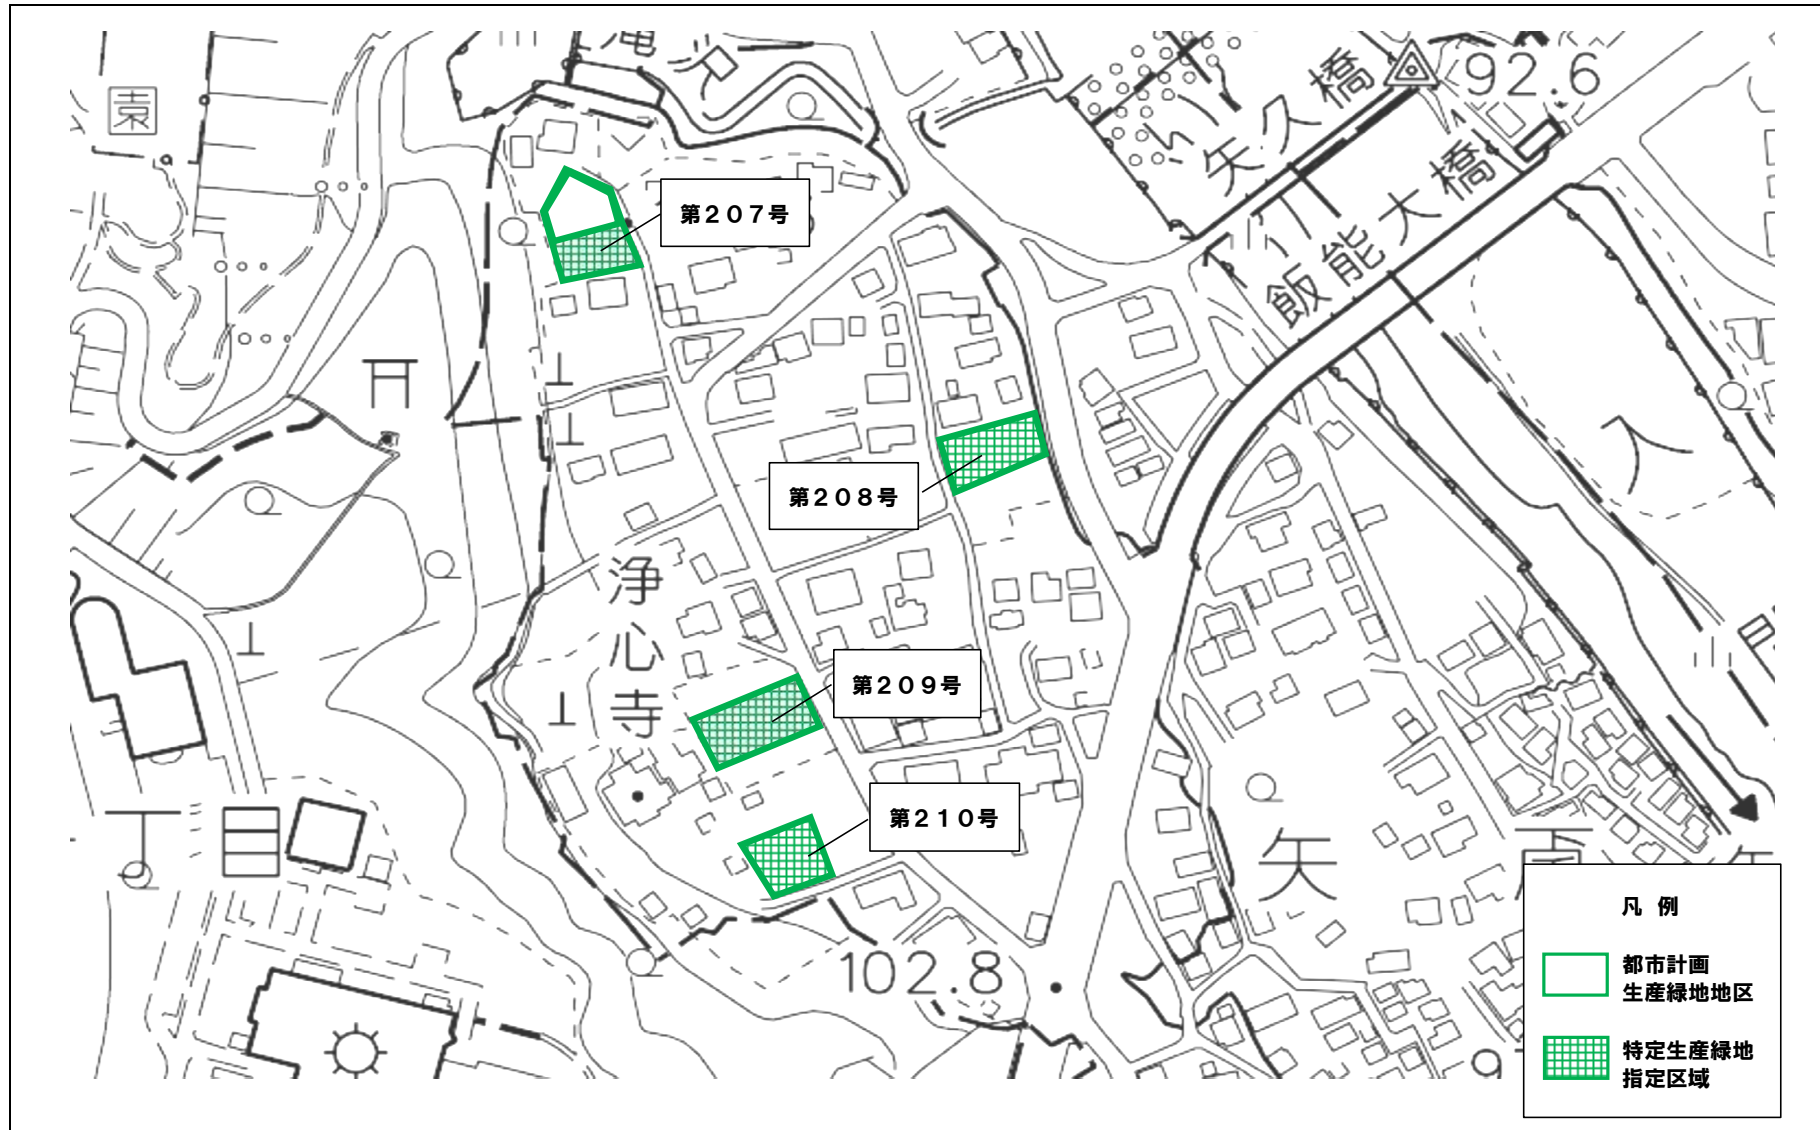 園
滝
92.6
矢久橋
飯能大橋
第207号
第208号
浄心寺
第209号
第210号
矢
102.8
凡 例
都市計画
生産緑地地区
特定生産緑地
指定区域